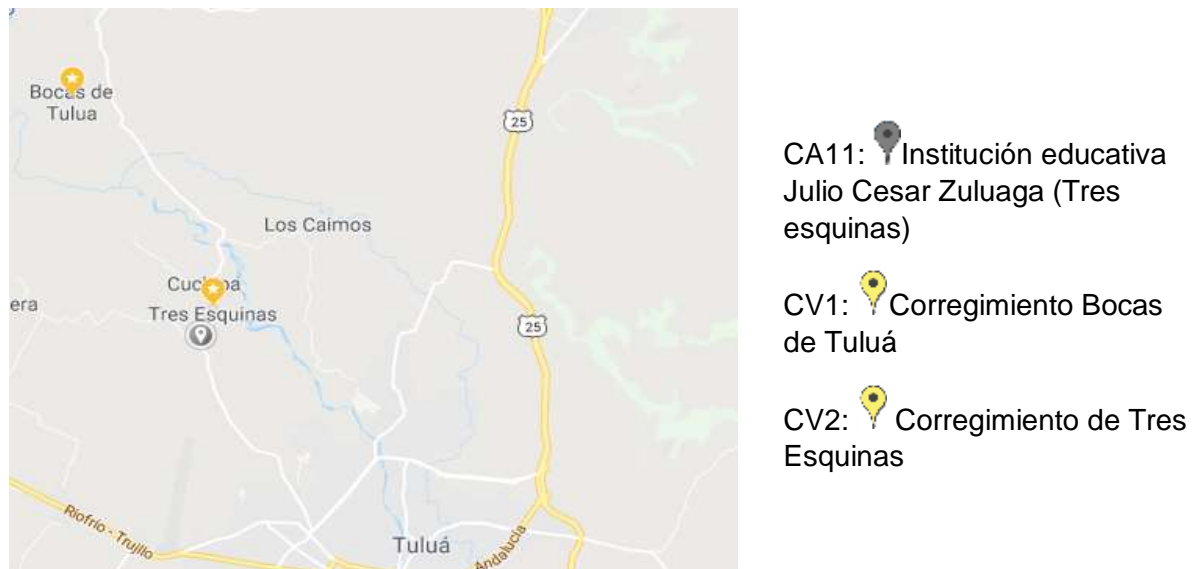 Bocas de
Tulua
25
Los Caimos
Tres Esquinas
era
25
Riofrío - Trujillo
Tuluá
Andalucía
CA11: Institución educativa
Julio Cesar Zuluaga (Tres
esquinas)
CV1: Corregimiento Bocas
de Tuluá
CV2: Corregimiento de Tres
Esquinas